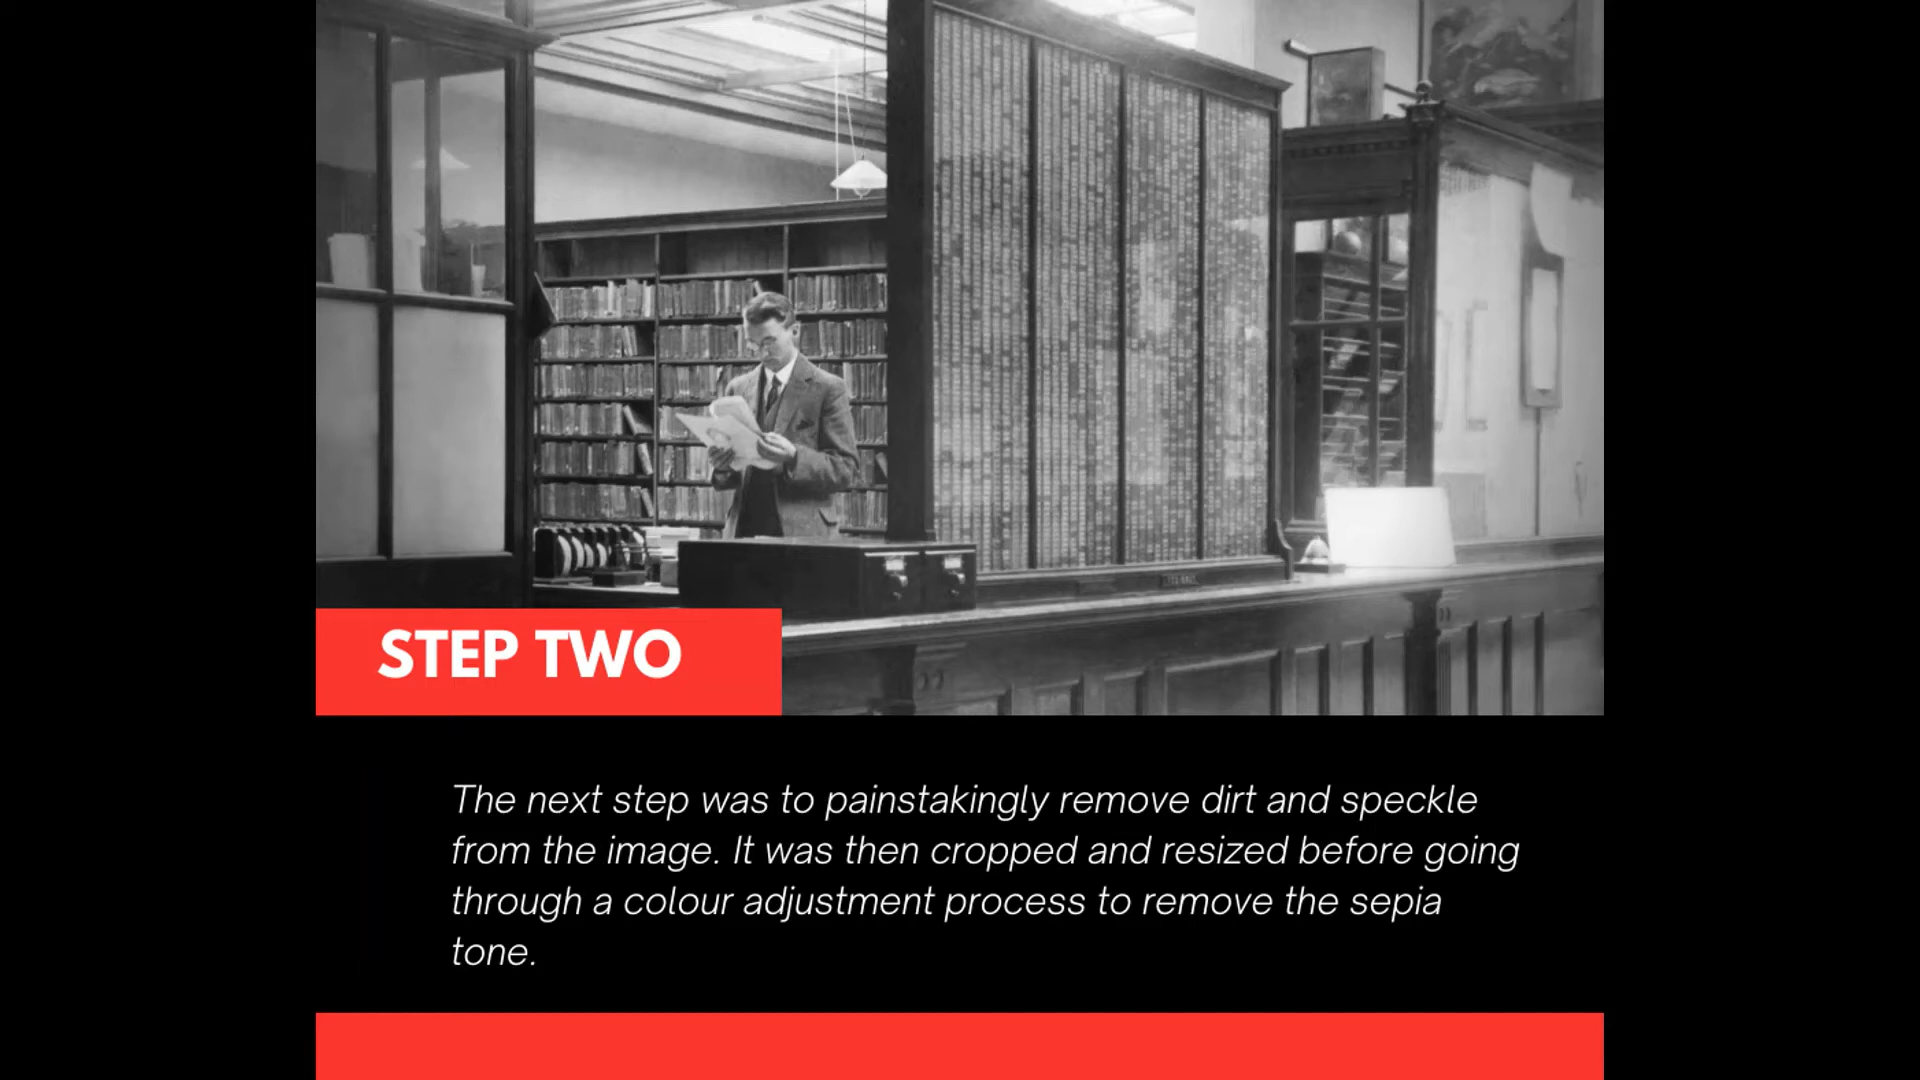 STEP TWO
The next step was to painstakingly remove dirt and speckle
from the image. It was then cropped and resized before going
through a colour adjustment process to remove the sepia
tone.